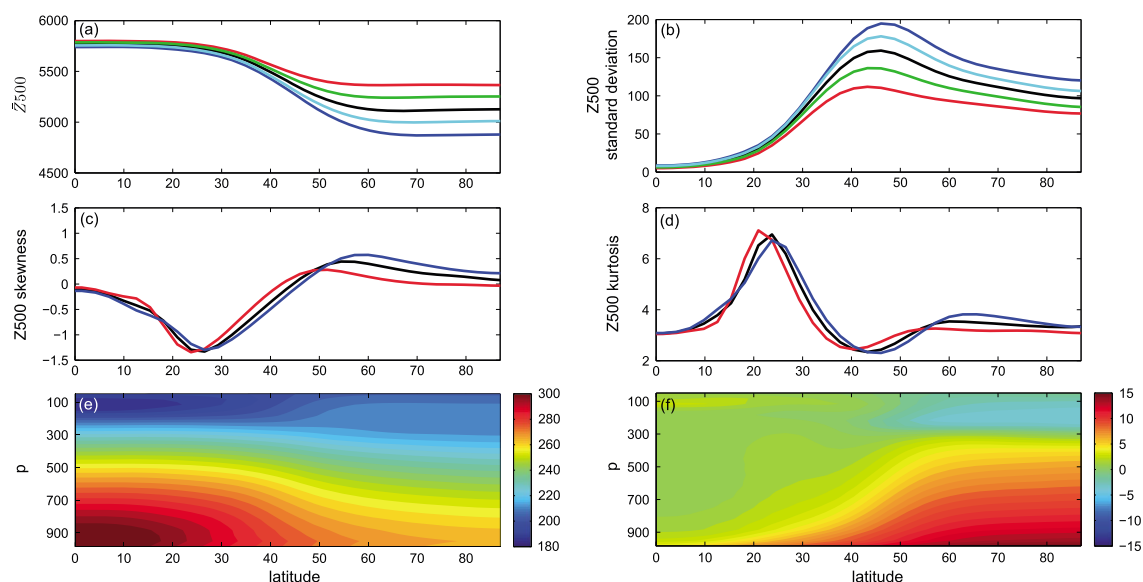 (a)
6000
5500
5000
4500
Z̄500
0 10 20 30 40 50 60 70 80
(b)
200
150
100
50
0
Z500
standard deviation
0 10 20 30 40 50 60 70 80
(c)
1.5
1
0.5
0
−0.5
−1
−1.5
Z500 skewness
0 10 20 30 40 50 60 70 80
(d)
8
6
4
2
Z500 kurtosis
0 10 20 30 40 50 60 70 80
(e)
100
300
500
700
900
p
0 10 20 30 40 50 60 70 80
latitude
300
280
260
240
220
200
180
(f)
100
300
500
700
900
p
0 10 20 30 40 50 60 70 80
latitude
15
10
5
0
−5
−10
−15